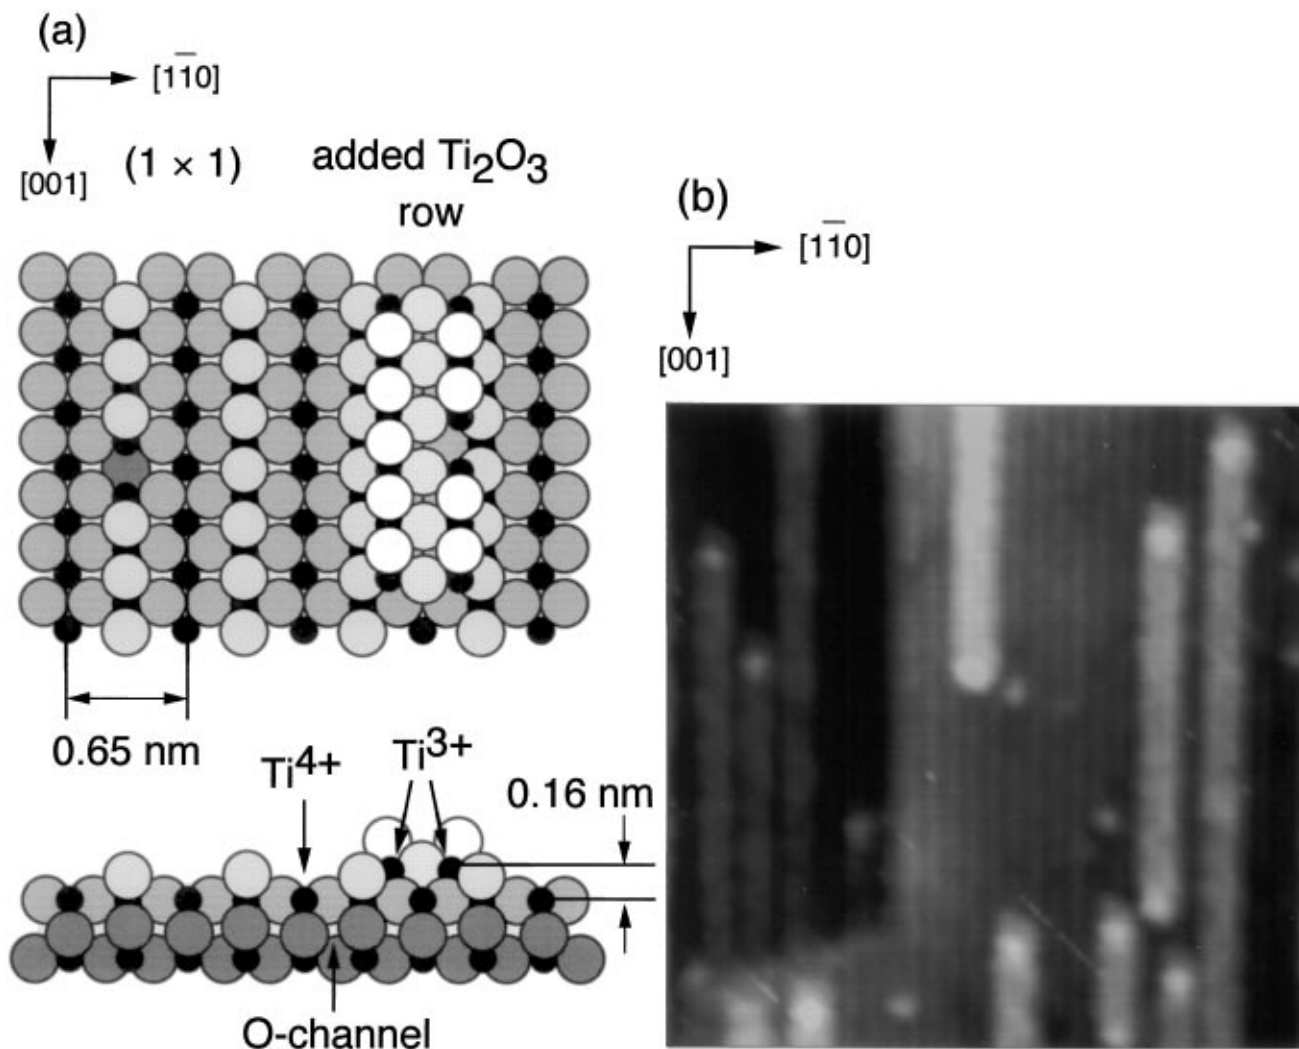 (a)
[11̅0]
[001]
(1 × 1)
added Ti2O3
row
(b)
[11̅0]
[001]
0.65 nm
Ti4+
Ti3+
0.16 nm
O-channel